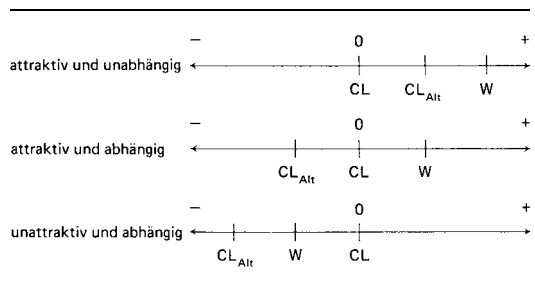 − 0 +
attraktiv und unabhängig
CL CL_Alt W
− 0 +
attraktiv und abhängig
CL_Alt CL W
− 0 +
unattraktiv und abhängig
CL_Alt W CL